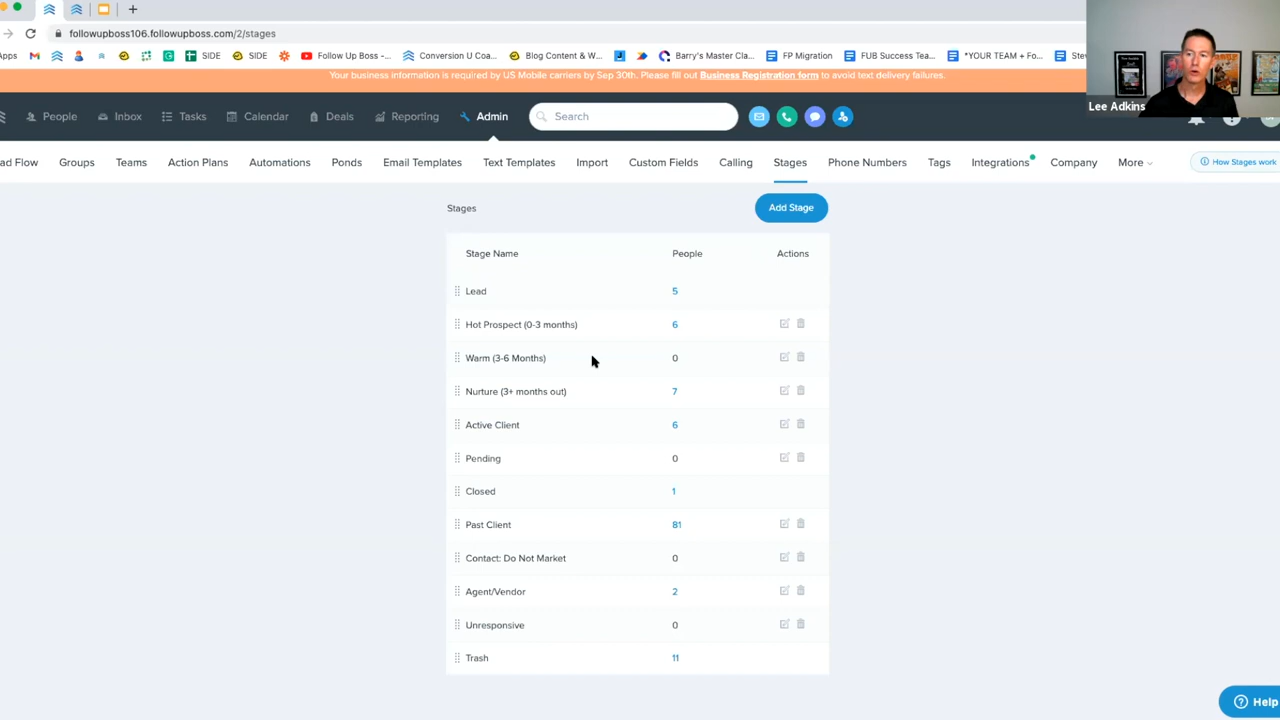 followupboss106.followupboss.com/2/stages
Apps SIDE SIDE Follow Up Boss - ... Conversion U Coa... Blog Content & W... Barry's Master Cla... FP Migration FUB Success Tea... *YOUR TEAM + Fo...
Your business information is required by US Mobile carriers by Sep 30th. Please fill out Business Registration form to avoid text delivery failures.
Lee Adkins
People Inbox Tasks Calendar Deals Reporting Admin Search
ad Flow Groups Teams Action Plans Automations Ponds Email Templates Text Templates Import Custom Fields Calling Stages Phone Numbers Tags Integrations Company More How Stages work
Stages Add Stage
Stage Name People Actions
Lead 5
Hot Prospect (0-3 months) 6
Warm (3-6 Months) 0
Nurture (3+ months out) 7
Active Client 6
Pending 0
Closed 1
Past Client 81
Contact: Do Not Market 0
Agent/Vendor 2
Unresponsive 0
Trash 11
Help